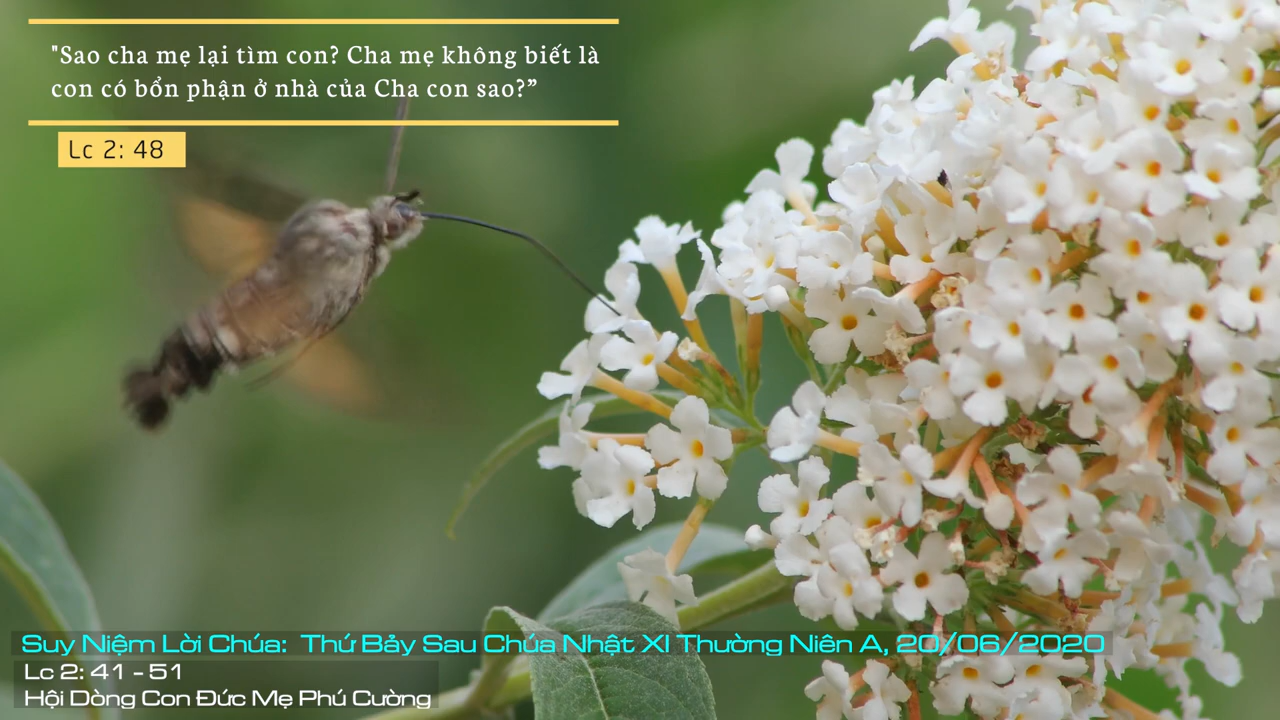 "Sao cha mẹ lại tìm con? Cha mẹ không biết là
con có bổn phận ở nhà của Cha con sao?”
Lc 2: 48
Suy Niệm Lời Chúa: Thứ Bảy Sau Chúa Nhật XI Thường Niên A, 20/06/2020
Lc 2: 41 - 51
Hội Dòng Con Đức Mẹ Phú Cường